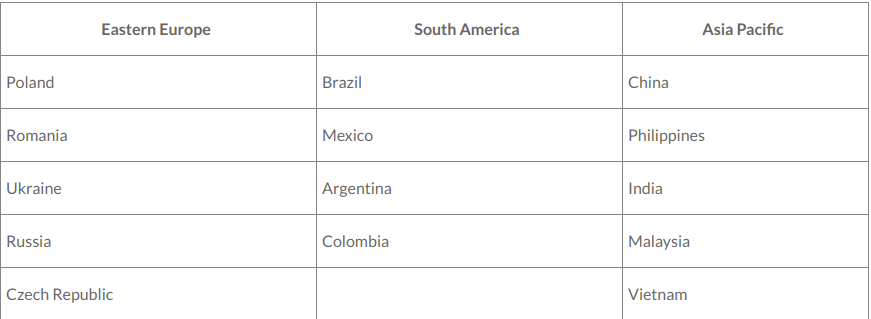 Eastern Europe South America Asia Pacific
Poland Brazil China
Romania Mexico Philippines
Ukraine Argentina India
Russia Colombia Malaysia
Czech Republic Vietnam